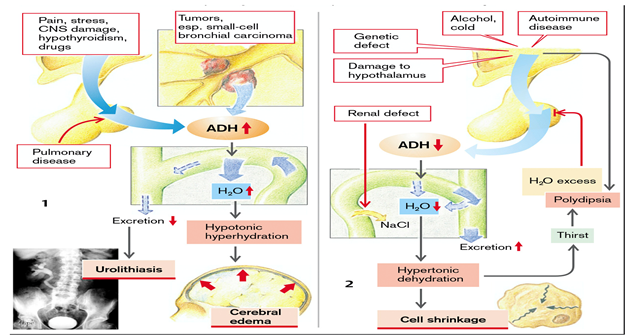 Pain, stress,
CNS damage,
hypothyroidism,
drugs
Tumors,
esp. small-cell
bronchial carcinoma
Pulmonary
disease
ADH
H₂O
Excretion
Hypotonic
hyperhydration
Urolithiasis
Cerebral
edema
1
Alcohol,
cold
Autoimmune
disease
Genetic
defect
Damage to
hypothalamus
Renal defect
ADH
H₂O
NaCl
Excretion
H₂O excess
Polydipsia
Thirst
Hypertonic
dehydration
Cell shrinkage
2